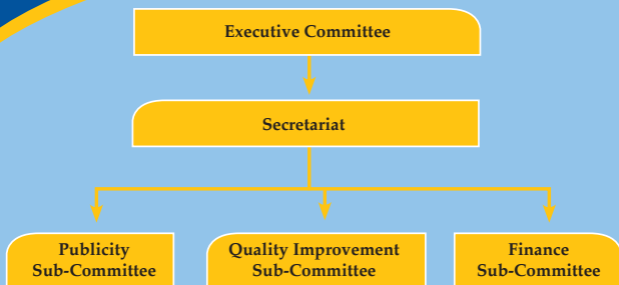 Executive Committee
Secretariat
Publicity
Sub-Committee
Quality Improvement
Sub-Committee
Finance
Sub-Committee